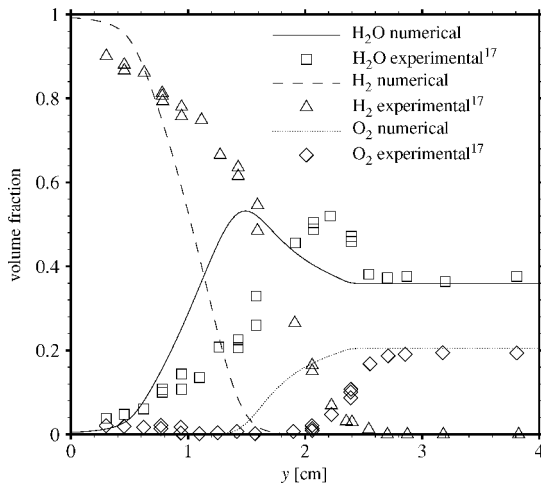 H₂O numerical
H₂O experimental¹⁷
H₂ numerical
H₂ experimental¹⁷
O₂ numerical
O₂ experimental¹⁷
volume fraction
1
0.8
0.6
0.4
0.2
0
0 1 2 3 4
y [cm]